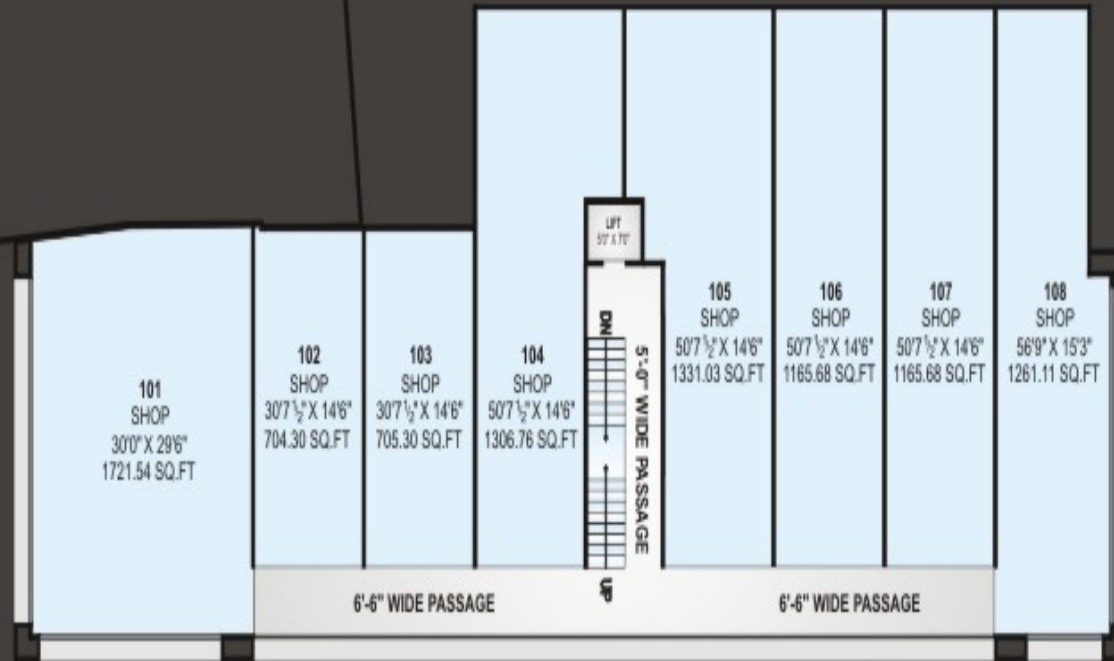 LIFT
5'0" X 7'0"
101
SHOP
30'0" X 29'6"
1721.54 SQ.FT
102
SHOP
30'7 ½" X 14'6"
704.30 SQ.FT
103
SHOP
30'7 ½" X 14'6"
705.30 SQ.FT
104
SHOP
50'7 ½" X 14'6"
1306.76 SQ.FT
DN
5'-0" WIDE PASSAGE
UP
105
SHOP
50'7 ½" X 14'6"
1331.03 SQ.FT
106
SHOP
50'7 ½" X 14'6"
1165.68 SQ.FT
107
SHOP
50'7 ½" X 14'6"
1165.68 SQ.FT
108
SHOP
56'9" X 15'3"
1261.11 SQ.FT
6'-6" WIDE PASSAGE
6'-6" WIDE PASSAGE